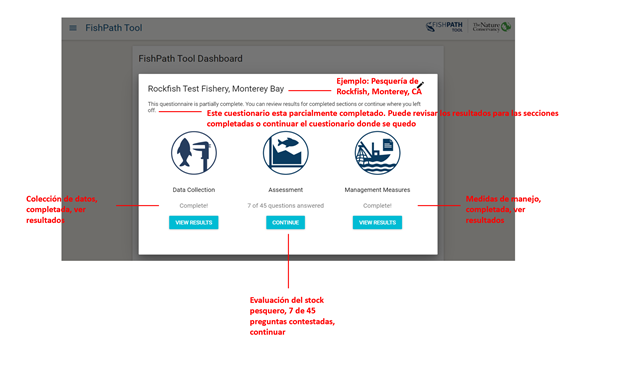 FishPath Tool
FISHPATH TOOL
The Nature Conservancy
FishPath Tool Dashboard
Rockfish Test Fishery, Monterey Bay
Ejemplo: Pesquería de
Rockfish, Monterey, CA
This questionnaire is partially complete. You can review results for completed sections or continue where you left
off.
Este cuestionario esta parcialmente completado. Puede revisar los resultados para las secciones
completadas o continuar el cuestionario donde se quedo
Data Collection
Assessment
Management Measures
Colección de datos,
completada, ver
resultados
Complete!
7 of 45 questions answered
Complete!
Medidas de manejo,
completada, ver
resultados
VIEW RESULTS
CONTINUE
VIEW RESULTS
Evaluación del stock
pesquero, 7 de 45
preguntas contestadas,
continuar